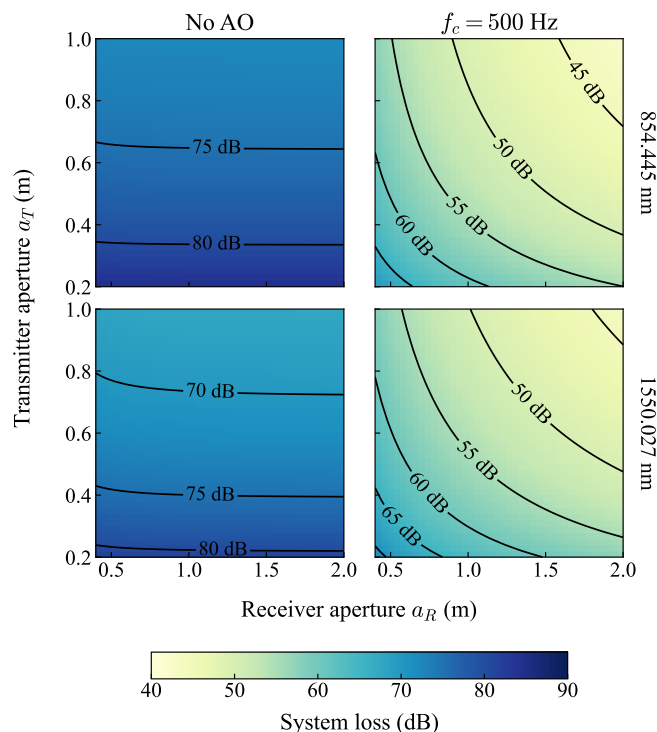 No AO
f_c = 500 Hz
1.0
0.8
0.6
0.4
0.2
75 dB
80 dB
45 dB
50 dB
55 dB
60 dB
854.445 nm
Transmitter aperture a_T (m)
1.0
0.8
0.6
0.4
0.2
70 dB
75 dB
80 dB
50 dB
55 dB
60 dB
65 dB
1550.027 nm
0.5 1.0 1.5 2.0
0.5 1.0 1.5 2.0
Receiver aperture a_R (m)
40 50 60 70 80 90
System loss (dB)